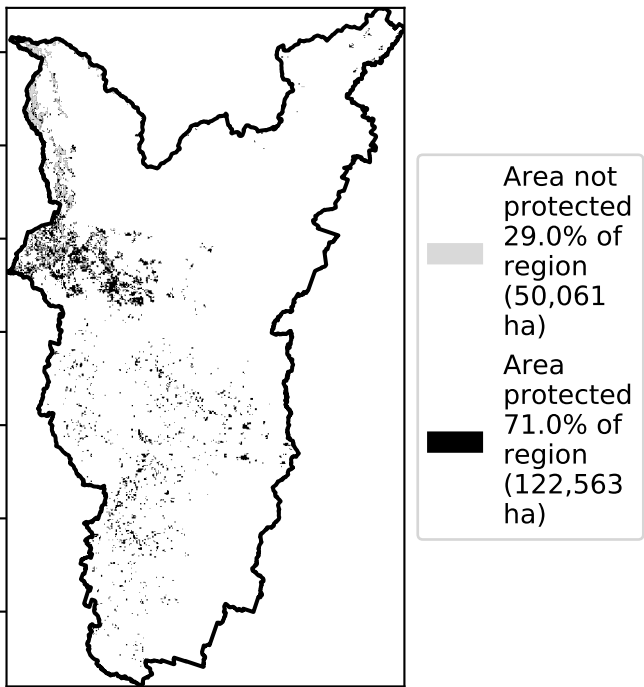 Area not
protected
29.0% of
region
(50,061
ha)
Area
protected
71.0% of
region
(122,563
ha)